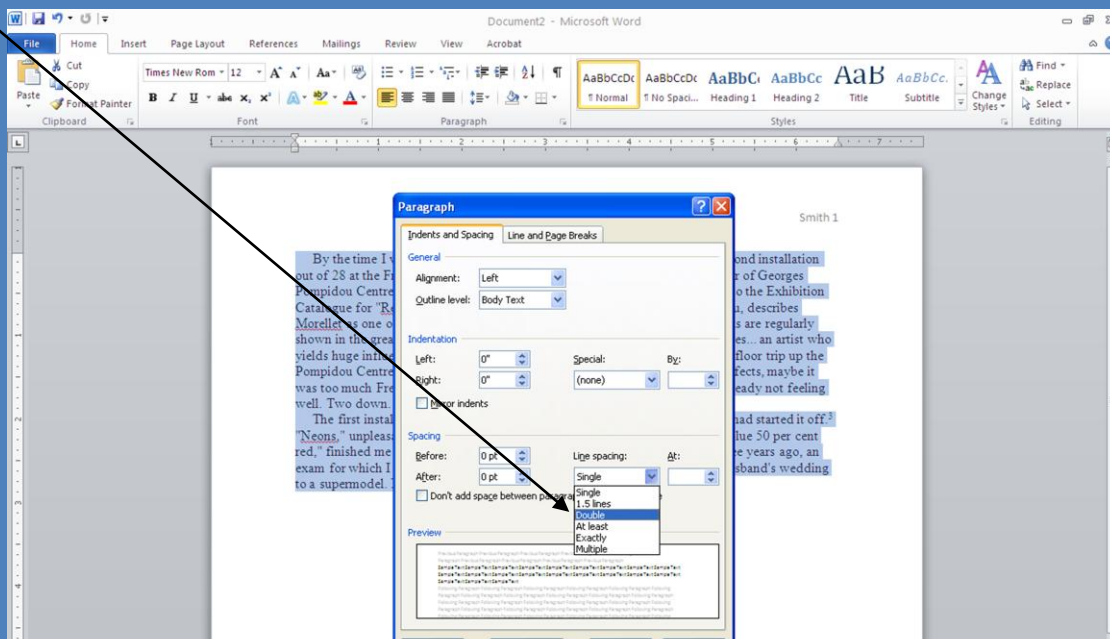 Document2 - Microsoft Word
File Home Insert Page Layout References Mailings Review View Acrobat
Paste
Cut
Copy
Format Painter
Clipboard
Times New Rom 12
Font
Paragraph
AaBbCcDc AaBbCcDc AaBbC AaBbCc AaB AaBbCc.
¶ Normal ¶ No Spaci... Heading 1 Heading 2 Title Subtitle
Change Styles
Styles
Find
Replace
Select
Editing
Smith 1
By the time I
ond installation
out of 28 at the Fr
r of Georges
Pompidou Centre
o the Exhibition
Catalogue for "Re
u, describes
Morellet as one o
s are regularly
shown in the grea
es... an artist who
yields huge influe
floor trip up the
Pompidou Centre
fects, maybe it
was too much Fre
eady not feeling
well. Two down.
The first instal
had started it off.3
"Neons," unpleas
lue 50 per cent
red," finished me
ee years ago, an
exam for which I
sband's wedding
to a supermodel.
Paragraph
Indents and Spacing Line and Page Breaks
General
Alignment: Left
Outline level: Body Text
Indentation
Left: 0" Special: By:
Right: 0" (none)
Mirror indents
Spacing
Before: 0 pt Line spacing: At:
After: 0 pt Single
Don't add space between paragra
Single
1.5 lines
Double
At least
Exactly
Multiple
Preview